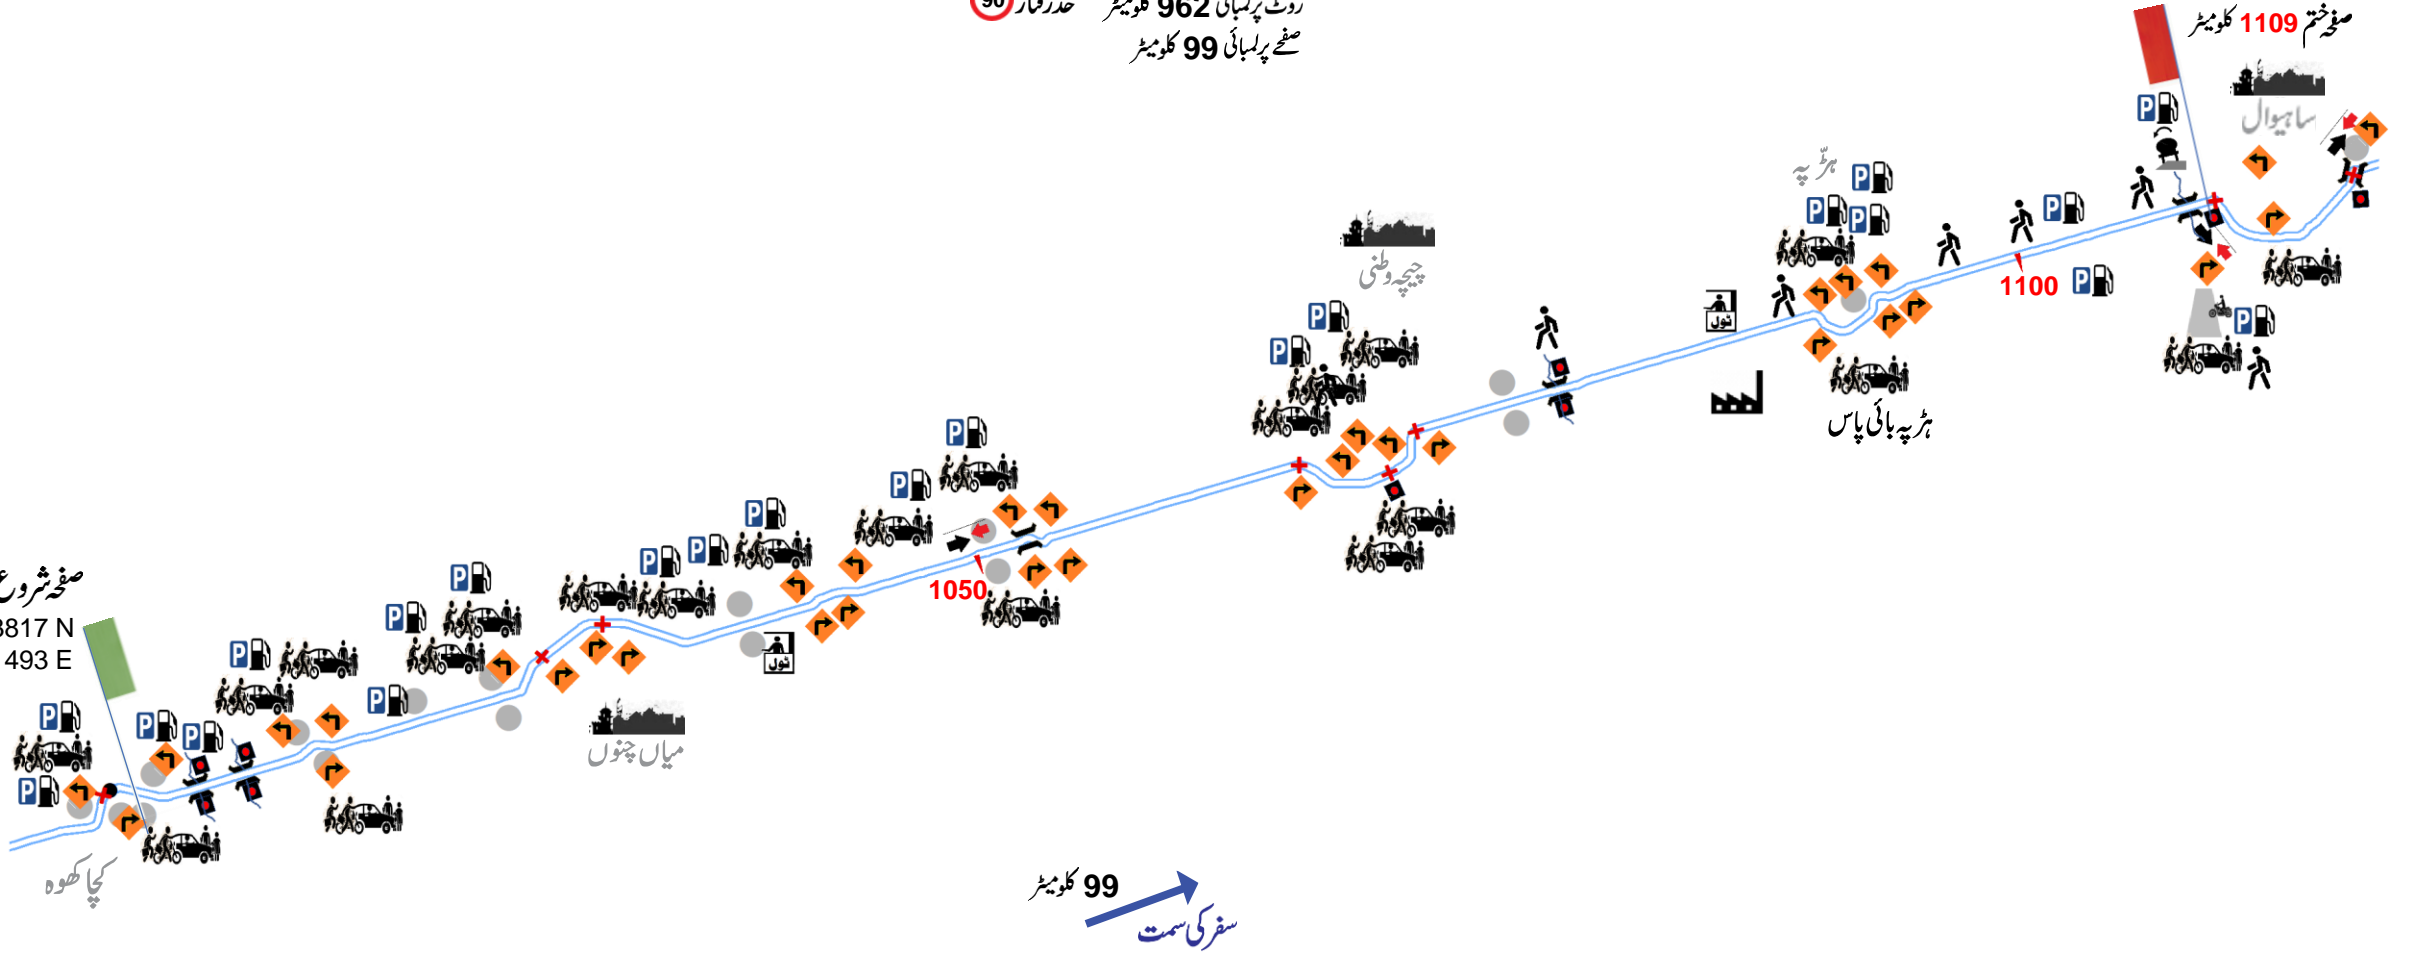 روٹ پر لمبائی 962 کلومیٹر حد رفتار 90
صفحے پر لمبائی 99 کلومیٹر
صفحہ ختم 1109 کلومیٹر
ساہیوال
ہڑپہ
1100
ٹول
ہڑپہ بائی پاس
چیچہ وطنی
1050
ٹول
میاں چنوں
صفحہ شروع
3817 N
493 E
کچا کھوہ
99 کلومیٹر
سفر کی سمت